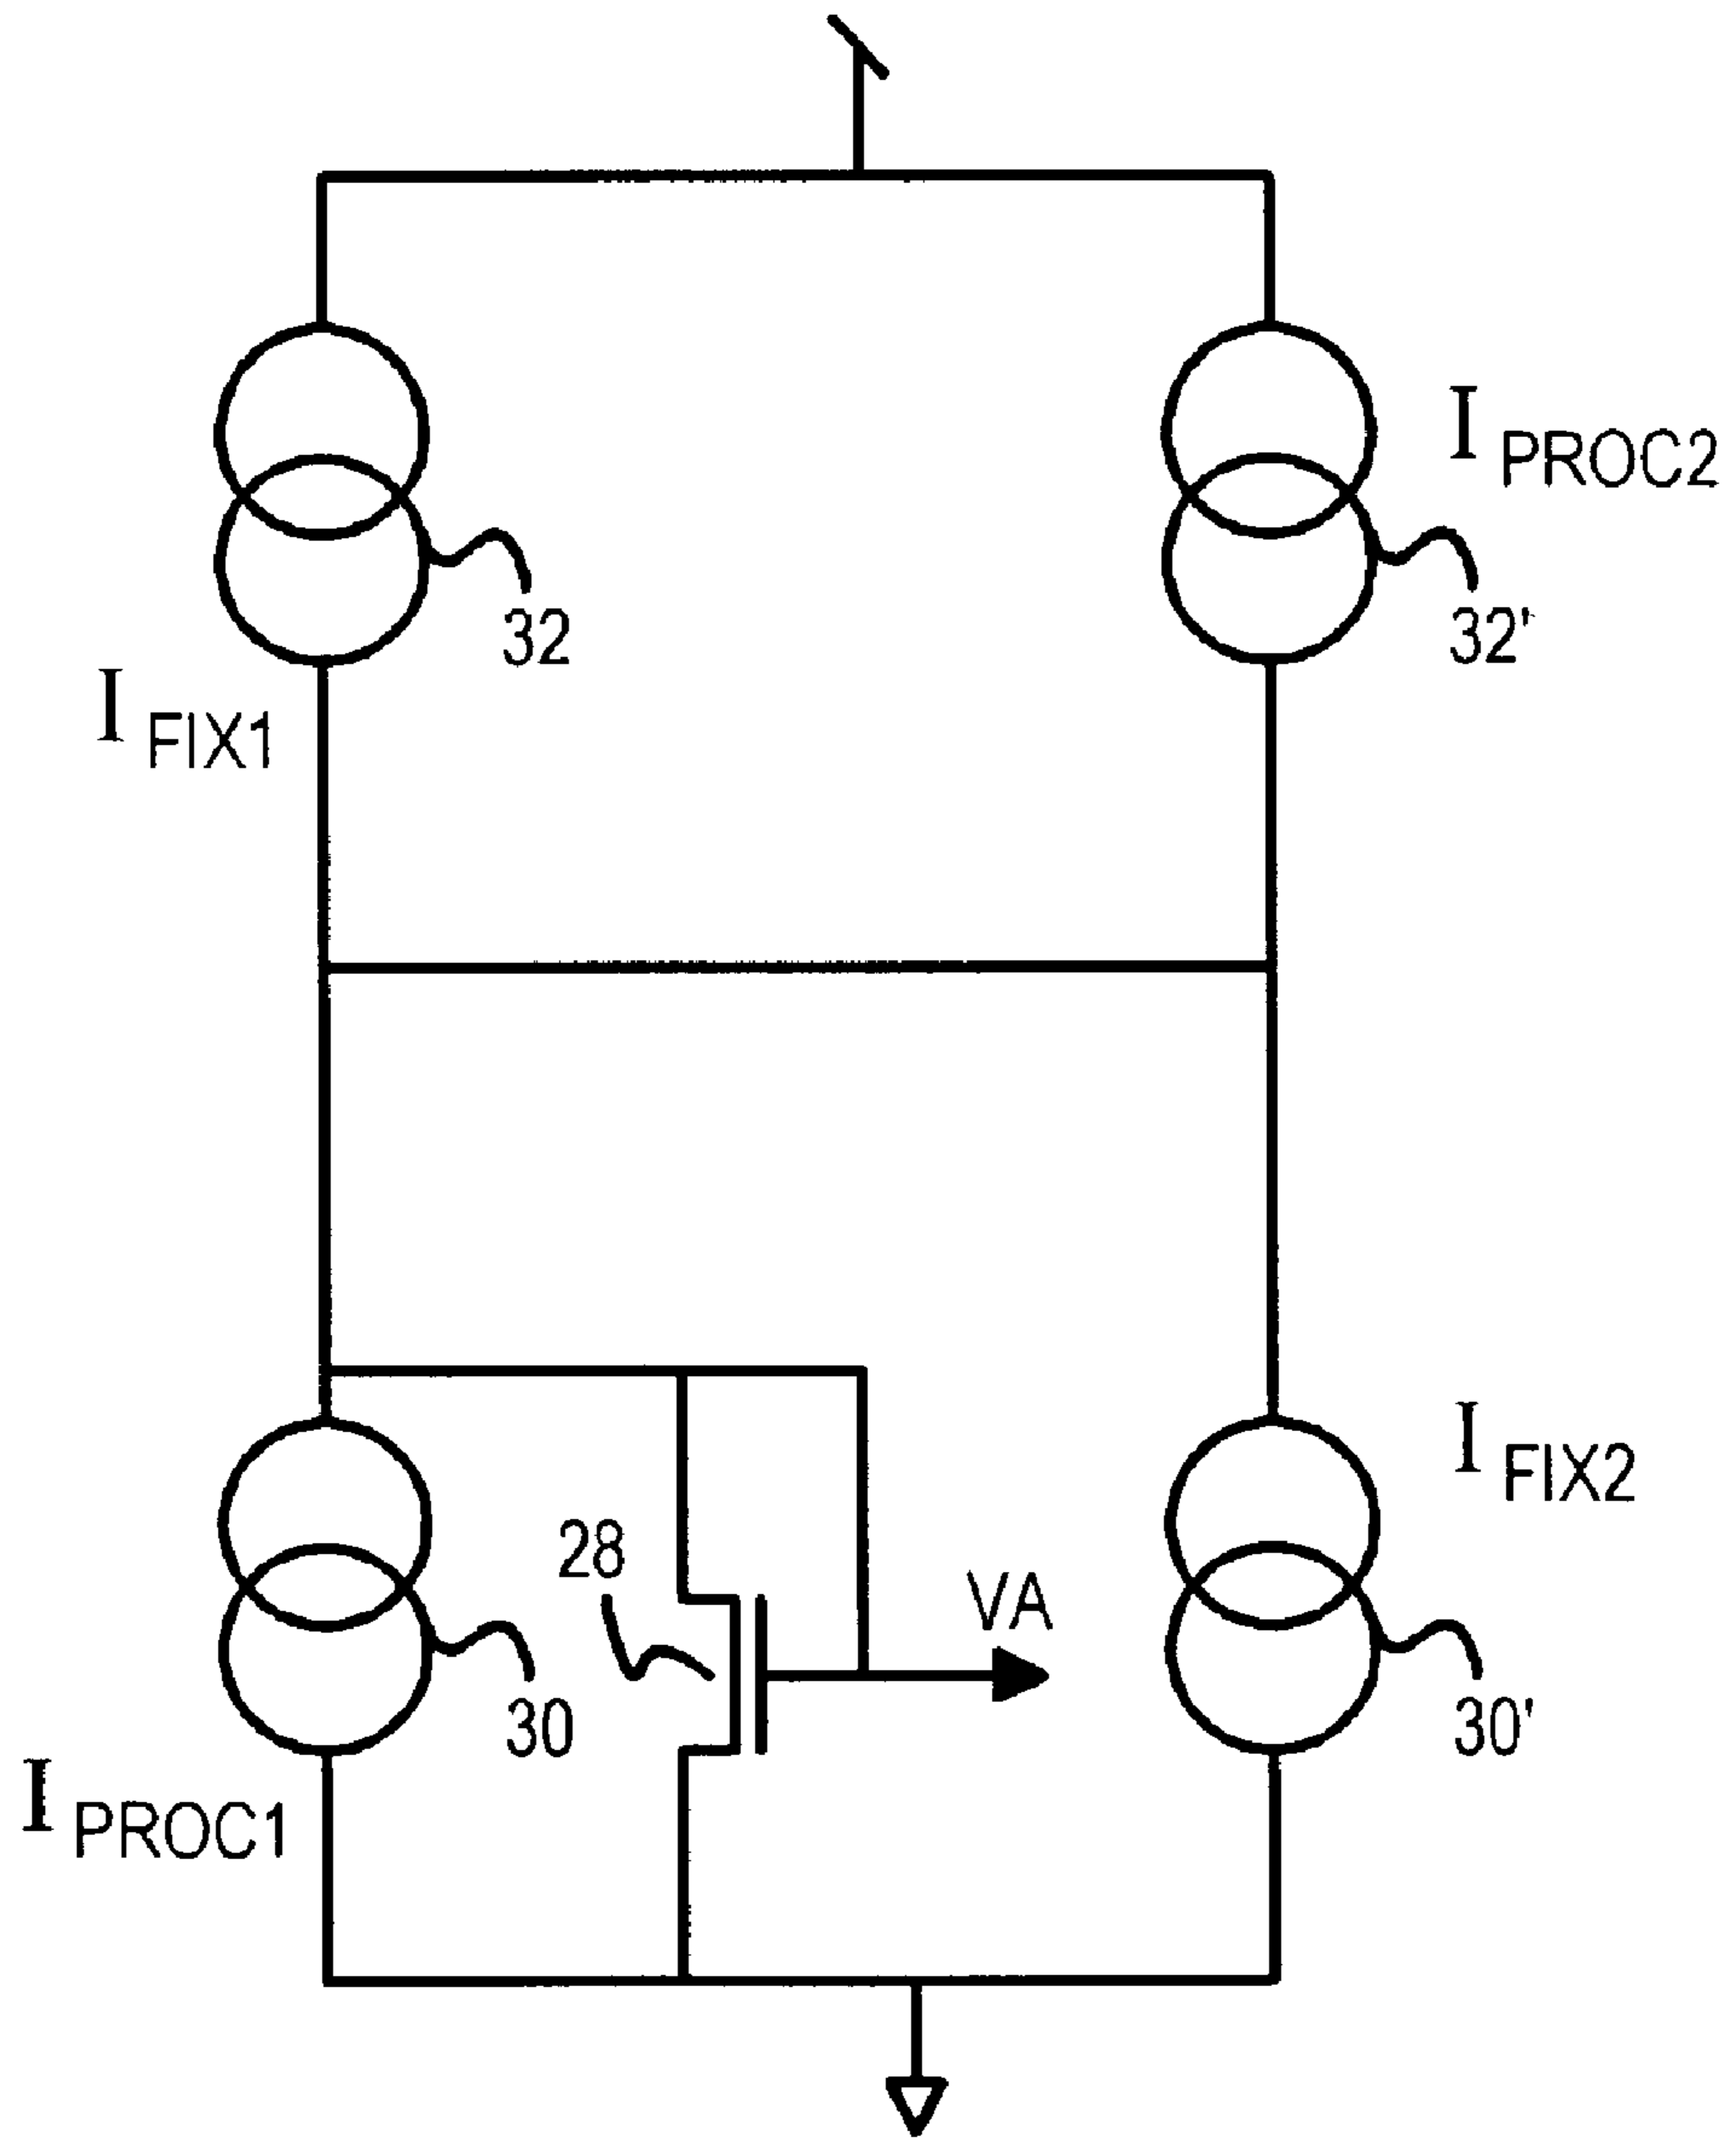 I PROC2
32
32'
I FIX1
I FIX2
28
VA
30
30'
I PROC1